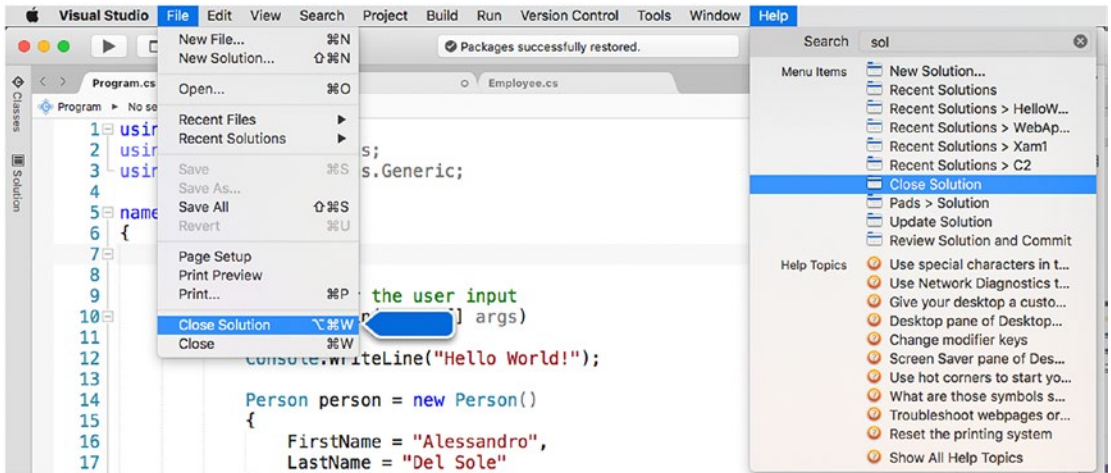 Visual Studio File Edit View Search Project Build Run Version Control Tools Window Help
Packages successfully restored.
Program.cs
Employee.cs
Program ▸ No se
Classes
Solution
New File... ⌘N
New Solution... ⇧⌘N
Open... ⌘O
Recent Files ▶
Recent Solutions ▶
Save ⌘S
Save As...
Save All ⇧⌘S
Revert ⌘U
Page Setup
Print Preview
Print... ⌘P
Close Solution ⌥⌘W
Close ⌘W
1 usin
2 usin s;
3 usin s.Generic;
4
5 name
6 {
7
8
9 the user input
10 ] args)
11
12 Console.WriteLine("Hello World!");
13
14 Person person = new Person()
15 {
16 FirstName = "Alessandro",
17 LastName = "Del Sole"
Search sol
Menu Items New Solution...
Recent Solutions
Recent Solutions > HelloW...
Recent Solutions > WebAp...
Recent Solutions > Xam1
Recent Solutions > C2
Close Solution
Pads > Solution
Update Solution
Review Solution and Commit
Help Topics Use special characters in t...
Use Network Diagnostics t...
Give your desktop a custo...
Desktop pane of Desktop...
Change modifier keys
Screen Saver pane of Des...
Use hot corners to start yo...
What are those symbols s...
Troubleshoot webpages or...
Reset the printing system
Show All Help Topics